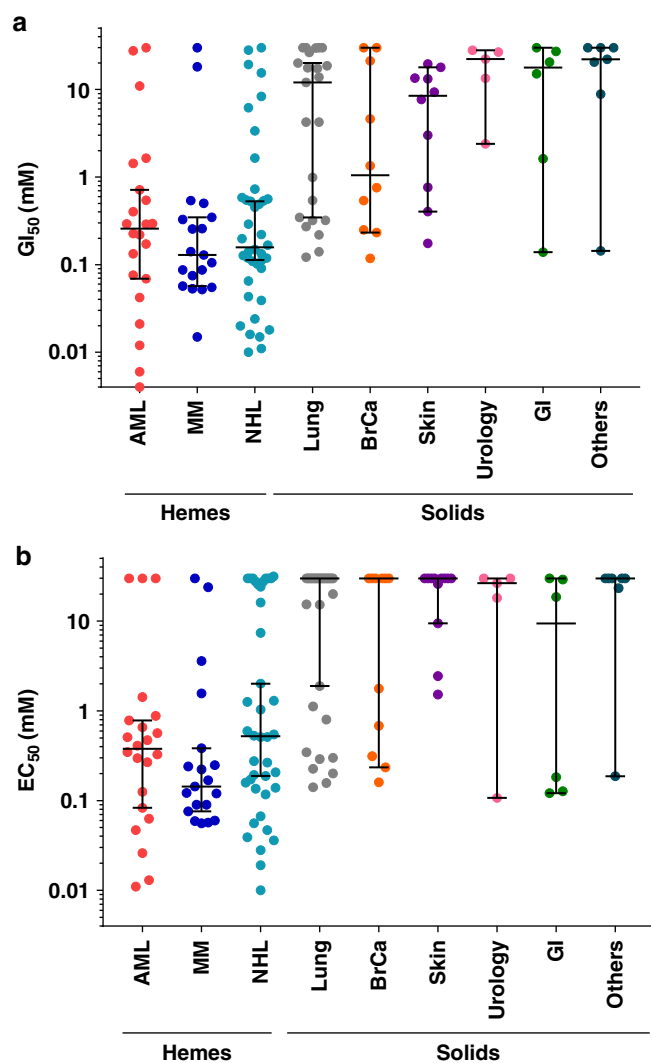 a
GI50 (mM)
10
1
0.1
0.01
AML
MM
NHL
Lung
BrCa
Skin
Urology
GI
Others
Hemes
Solids
b
EC50 (mM)
10
1
0.1
0.01
AML
MM
NHL
Lung
BrCa
Skin
Urology
GI
Others
Hemes
Solids